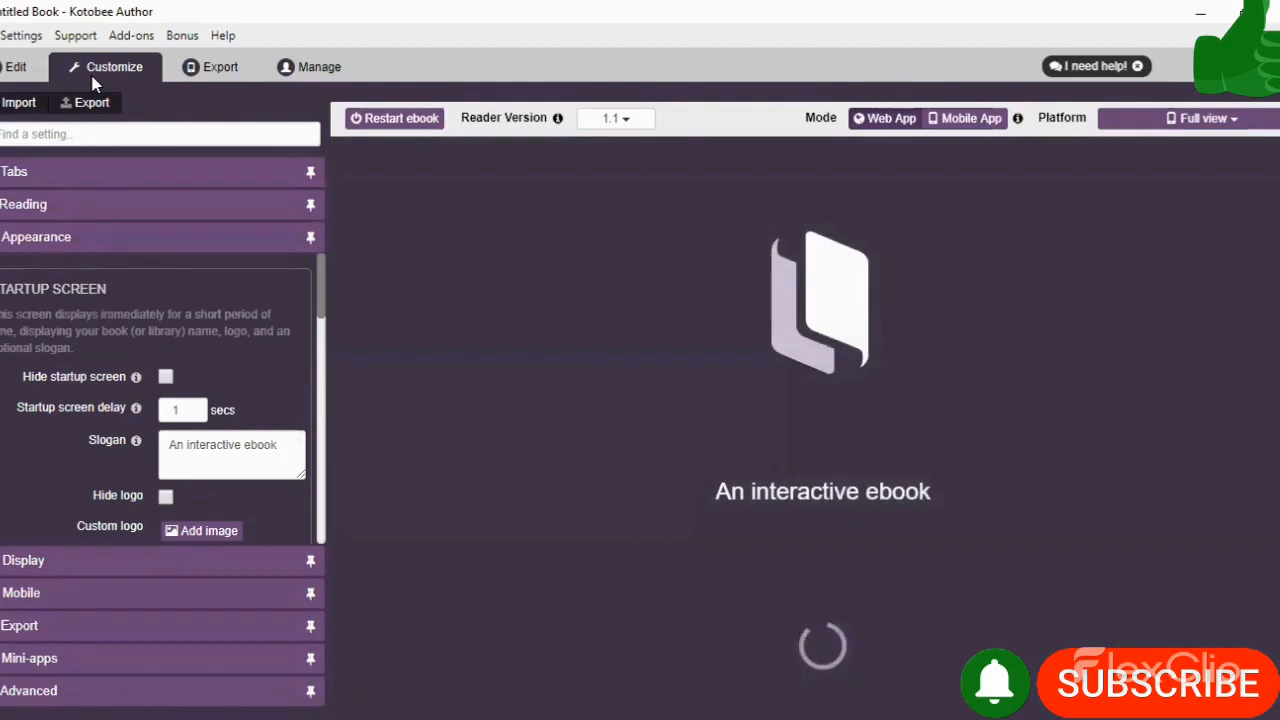 ntitled Book - Kotobee Author
Settings Support Add-ons Bonus Help
Edit Customize Export Manage I need help!
Import Export
Find a setting..
Restart ebook Reader Version 1.1 Mode Web App Mobile App Platform Full view
Tabs
Reading
Appearance
TARTUP SCREEN
his screen displays immediately for a short period of
me, displaying your book (or library) name, logo, and an
ptional slogan.
Hide startup screen
Startup screen delay 1 secs
Slogan An interactive ebook
Hide logo
Custom logo Add image
An interactive ebook
Display
Mobile
Export
Mini-apps
Advanced
FlexClip
SUBSCRIBE